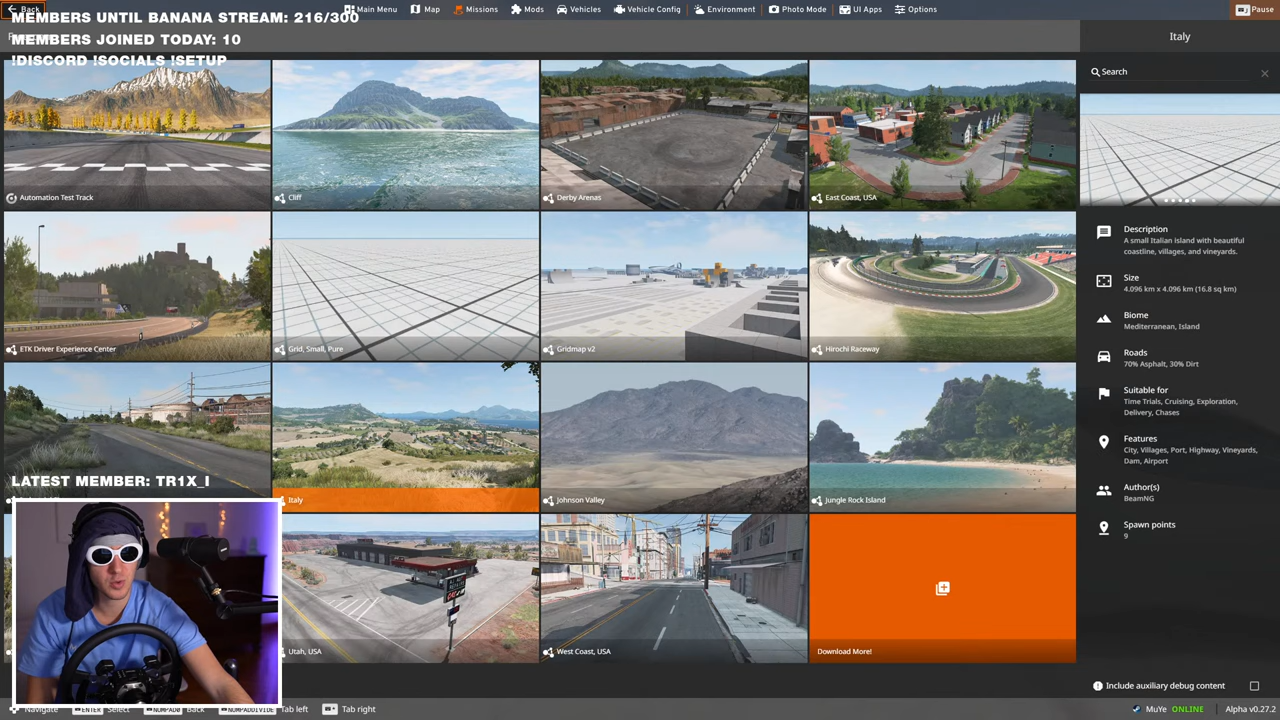 Back
Main Menu
Map
Missions
Mods
Vehicles
Vehicle Config
Environment
Photo Mode
UI Apps
Options
Pause
MEMBERS UNTIL BANANA STREAM: 216/300
MEMBERS JOINED TODAY: 10
!DISCORD !SOCIALS !SETUP
Italy
Search
Automation Test Track
Cliff
Derby Arenas
East Coast, USA
ETK Driver Experience Center
Grid, Small, Pure
Gridmap v2
Hirochi Raceway
Italy
Johnson Valley
Jungle Rock Island
LATEST MEMBER: TR1X_I
Utah, USA
West Coast, USA
Download More!
Description
A small Italian island with beautiful
coastline, villages, and vineyards.
Size
4.096 km x 4.096 km (16.8 sq km)
Biome
Mediterranean, Island
Roads
70% Asphalt, 30% Dirt
Suitable for
Time Trials, Cruising, Exploration,
Delivery, Chases
Features
City, Villages, Port, Highway, Vineyards,
Dam, Airport
Author(s)
BeamNG
Spawn points
9
Include auxiliary debug content
Navigate
ENTER Select
NUMPAD0 Back
NUMPADDIVIDE Tab left
Tab right
MuYe ONLINE
Alpha v0.27.2